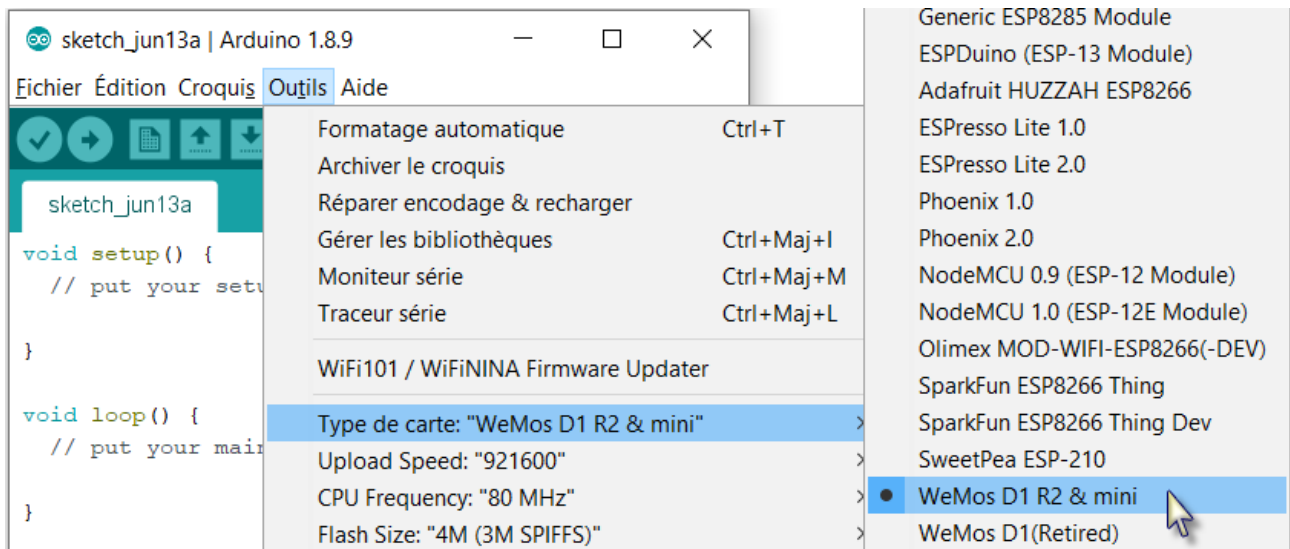 sketch_jun13a | Arduino 1.8.9
Fichier Édition Croquis Outils Aide
sketch_jun13a
void setup() {
// put your setu
}
void loop() {
// put your main
}
Formatage automatique Ctrl+T
Archiver le croquis
Réparer encodage & recharger
Gérer les bibliothèques Ctrl+Maj+I
Moniteur série Ctrl+Maj+M
Traceur série Ctrl+Maj+L
WiFi101 / WiFiNINA Firmware Updater
Type de carte: "WeMos D1 R2 & mini"
Upload Speed: "921600"
CPU Frequency: "80 MHz"
Flash Size: "4M (3M SPIFFS)"
Generic ESP8285 Module
ESPDuino (ESP-13 Module)
Adafruit HUZZAH ESP8266
ESPresso Lite 1.0
ESPresso Lite 2.0
Phoenix 1.0
Phoenix 2.0
NodeMCU 0.9 (ESP-12 Module)
NodeMCU 1.0 (ESP-12E Module)
Olimex MOD-WIFI-ESP8266(-DEV)
SparkFun ESP8266 Thing
SparkFun ESP8266 Thing Dev
SweetPea ESP-210
WeMos D1 R2 & mini
WeMos D1(Retired)